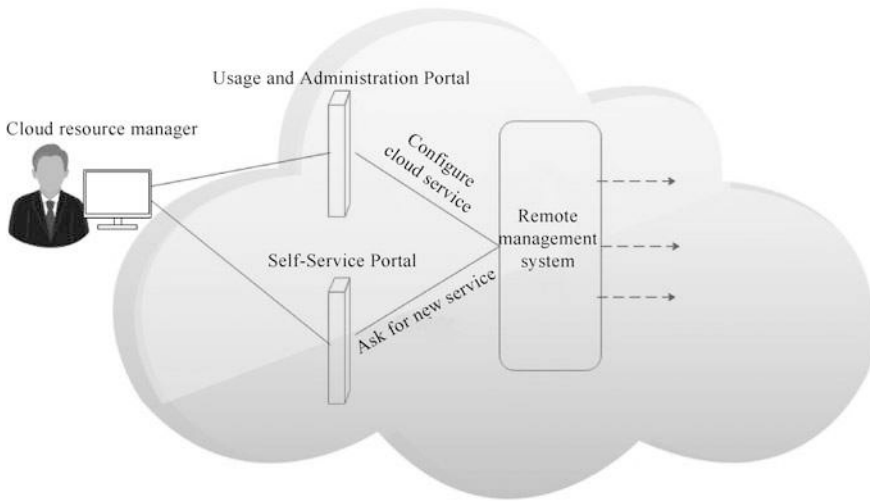 Usage and Administration Portal
Cloud resource manager
Configure
cloud service
Remote
management
system
Self-Service Portal
Ask for new service